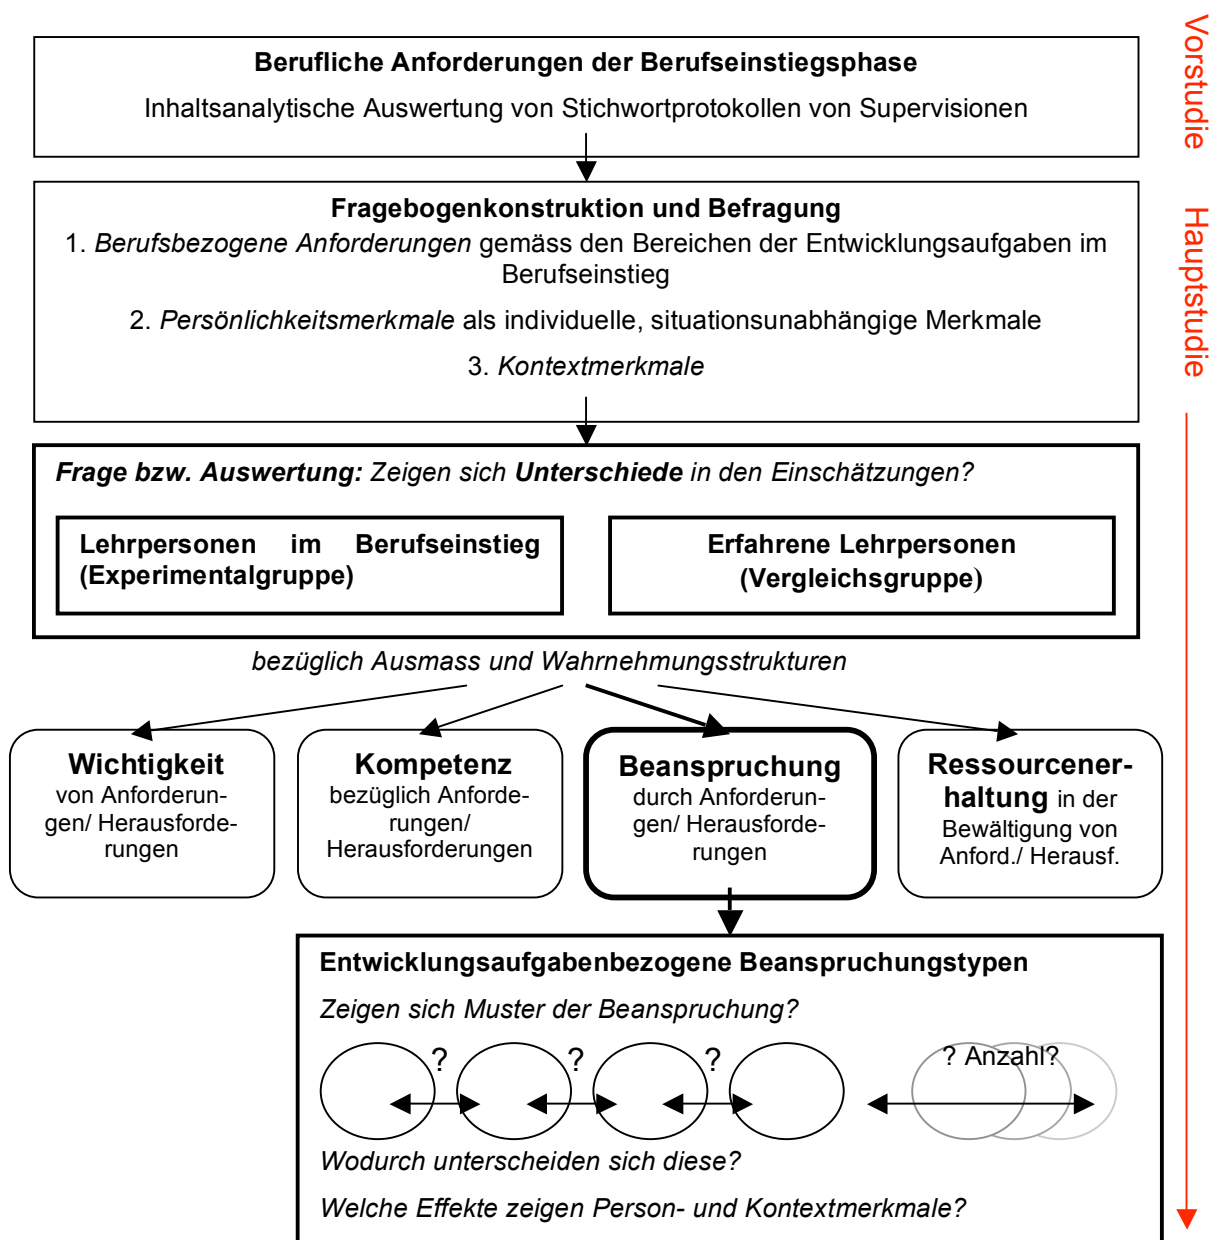 Vorstudie
Berufliche Anforderungen der Berufseinstiegsphase
Inhaltsanalytische Auswertung von Stichwortprotokollen von Supervisionen
Hauptstudie
Fragebogenkonstruktion und Befragung
1. Berufsbezogene Anforderungen gemäss den Bereichen der Entwicklungsaufgaben im
Berufseinstieg
2. Persönlichkeitsmerkmale als individuelle, situationsunabhängige Merkmale
3. Kontextmerkmale
Frage bzw. Auswertung: Zeigen sich Unterschiede in den Einschätzungen?
Lehrpersonen im Berufseinstieg
(Experimentalgruppe)
Erfahrene Lehrpersonen
(Vergleichsgruppe)
bezüglich Ausmass und Wahrnehmungsstrukturen
Wichtigkeit
von Anforderun-
gen/ Herausforde-
rungen
Kompetenz
bezüglich Anforde-
rungen/
Herausforderungen
Beanspruchung
durch Anforderun-
gen/ Herausforde-
rungen
Ressourcener-
haltung in der
Bewältigung von
Anford./ Herausf.
Entwicklungsaufgabenbezogene Beanspruchungstypen
Zeigen sich Muster der Beanspruchung?
? ? ? ? Anzahl?
Wodurch unterscheiden sich diese?
Welche Effekte zeigen Person- und Kontextmerkmale?